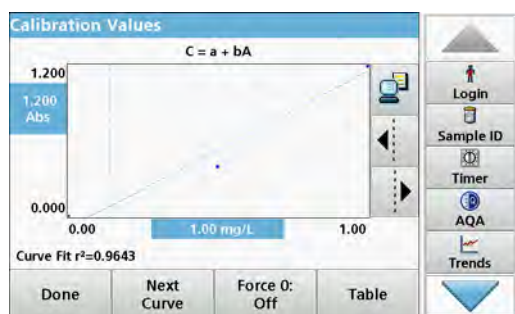 Calibration Values
C = a + bA
1.200
1.200
Abs
0.000
0.00
1.00 mg/L
1.00
Curve Fit r²=0.9643
Done
Next
Curve
Force 0:
Off
Table
Login
Sample ID
Timer
AQA
Trends